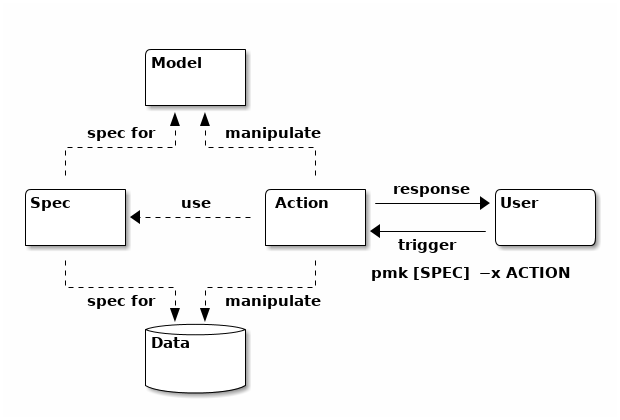 Model
spec for
manipulate
Spec
use
Action
response
User
trigger
pmk [SPEC] −x ACTION
spec for
manipulate
Data